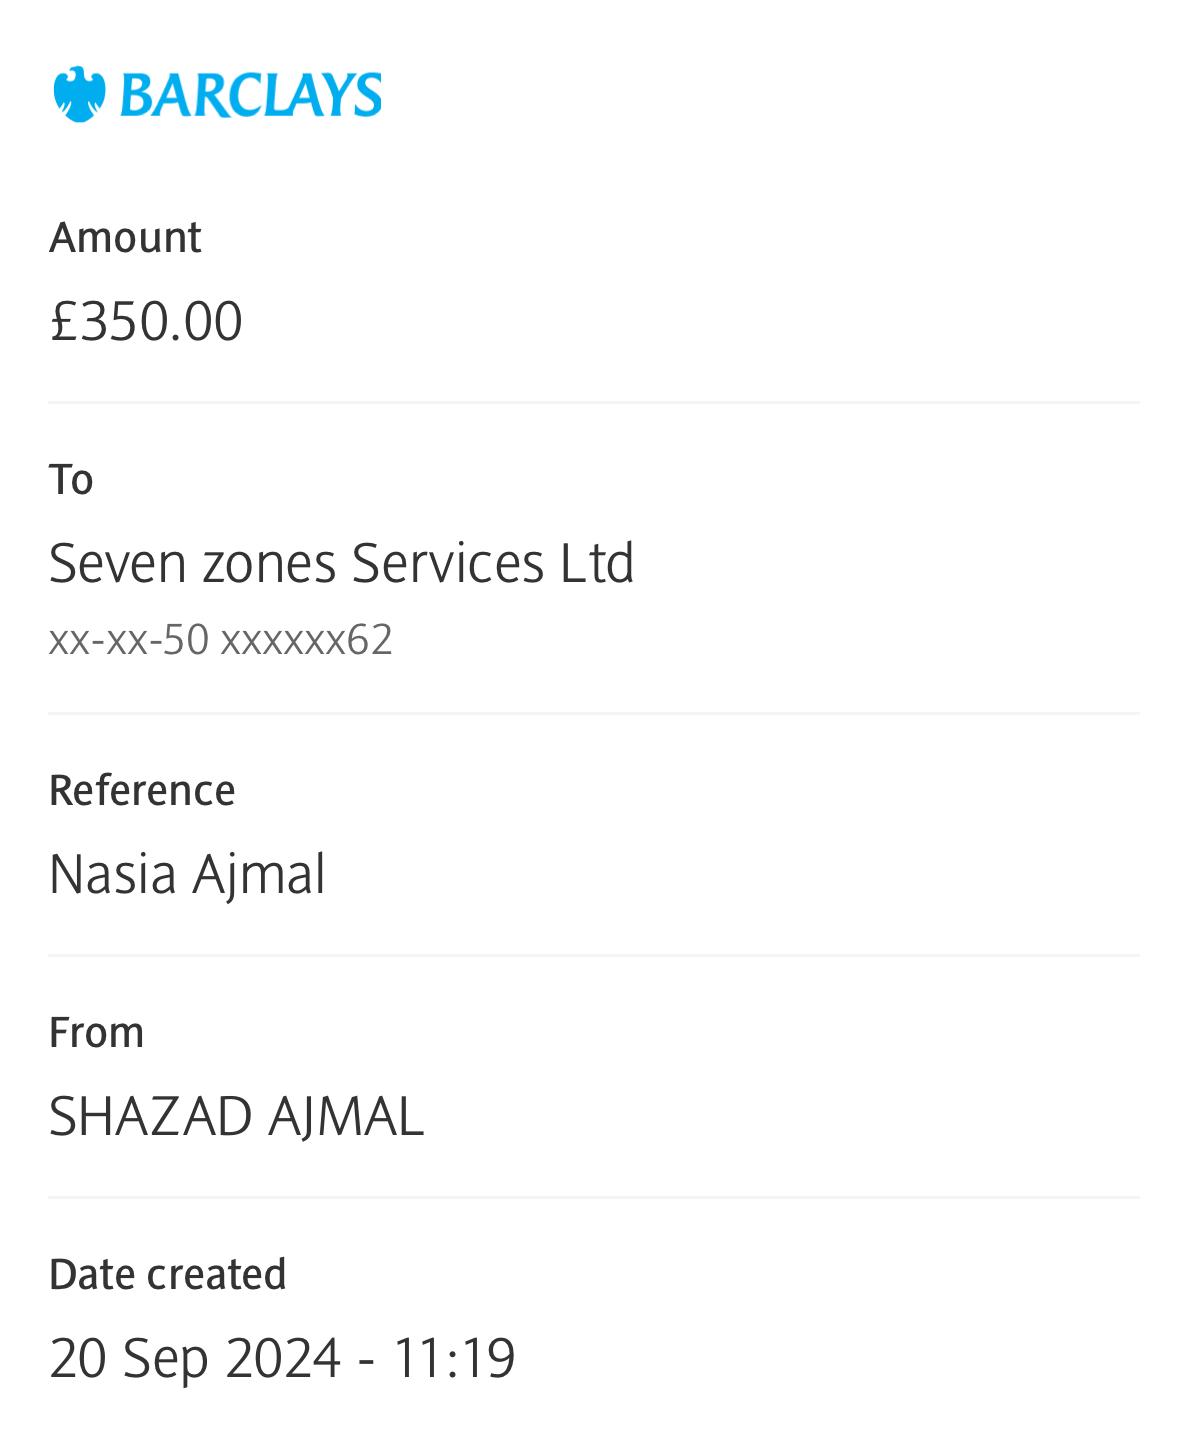 BARCLAYS
Amount
£350.00
To
Seven zones Services Ltd
xx-xx-50 xxxxxx62
Reference
Nasia Ajmal
From
SHAZAD AJMAL
Date created
20 Sep 2024 - 11:19